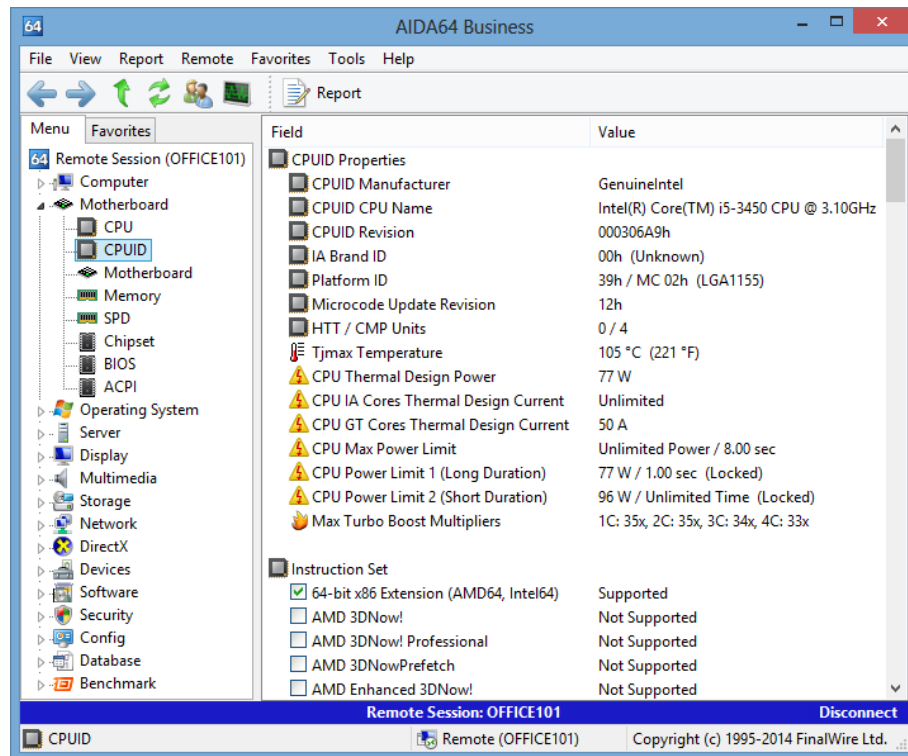 64 AIDA64 Business
File View Report Remote Favorites Tools Help
Report
Menu Favorites
64 Remote Session (OFFICE101)
Computer
Motherboard
CPU
CPUID
Motherboard
Memory
SPD
Chipset
BIOS
ACPI
Operating System
Server
Display
Multimedia
Storage
Network
DirectX
Devices
Software
Security
Config
Database
Benchmark
Field Value
CPUID Properties
CPUID Manufacturer GenuineIntel
CPUID CPU Name Intel(R) Core(TM) i5-3450 CPU @ 3.10GHz
CPUID Revision 000306A9h
IA Brand ID 00h (Unknown)
Platform ID 39h / MC 02h (LGA1155)
Microcode Update Revision 12h
HTT / CMP Units 0 / 4
Tjmax Temperature 105 °C (221 °F)
CPU Thermal Design Power 77 W
CPU IA Cores Thermal Design Current Unlimited
CPU GT Cores Thermal Design Current 50 A
CPU Max Power Limit Unlimited Power / 8.00 sec
CPU Power Limit 1 (Long Duration) 77 W / 1.00 sec (Locked)
CPU Power Limit 2 (Short Duration) 96 W / Unlimited Time (Locked)
Max Turbo Boost Multipliers 1C: 35x, 2C: 35x, 3C: 34x, 4C: 33x
Instruction Set
64-bit x86 Extension (AMD64, Intel64) Supported
AMD 3DNow! Not Supported
AMD 3DNow! Professional Not Supported
AMD 3DNowPrefetch Not Supported
AMD Enhanced 3DNow! Not Supported
Remote Session: OFFICE101 Disconnect
CPUID Remote (OFFICE101) Copyright (c) 1995-2014 FinalWire Ltd.